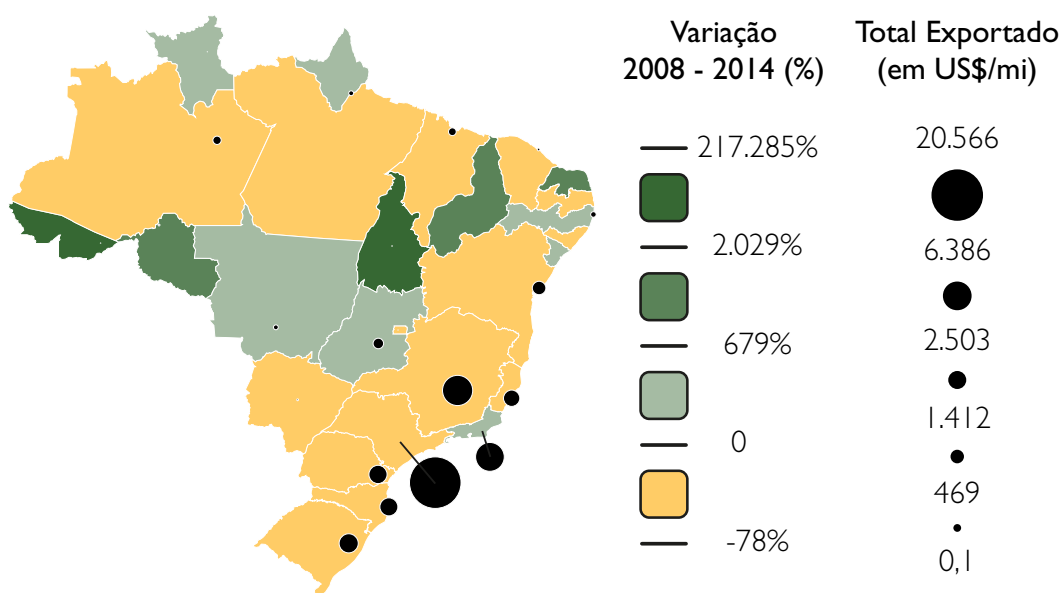 Variação
2008 - 2014 (%)
217.285%
2.029%
679%
0
-78%
Total Exportado
(em US$/mi)
20.566
6.386
2.503
1.412
469
0,1